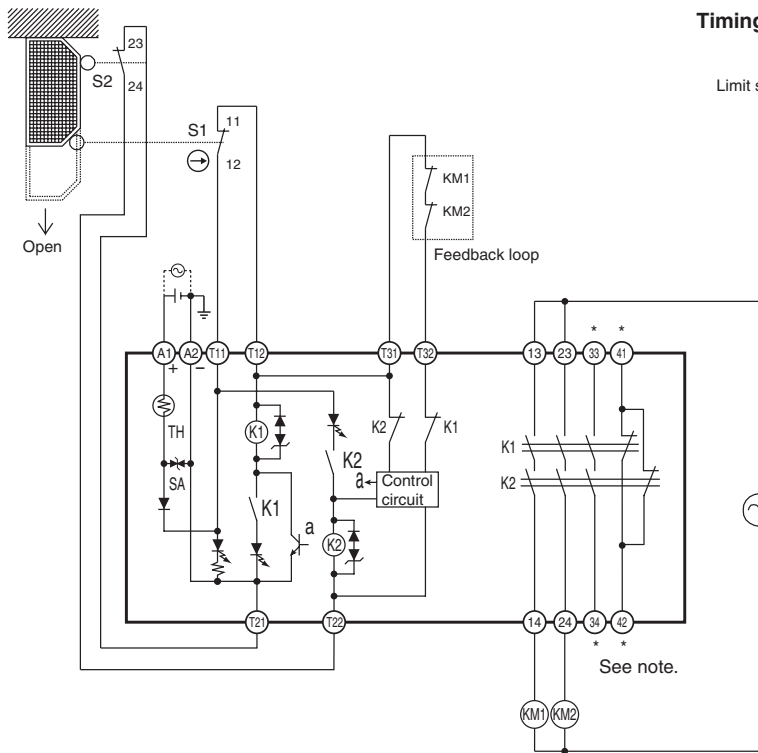 Timing
Limit s
23
S2
24
S1
11
12
KM1
KM2
Feedback loop
Open
A1
A2
T11
T12
T31
T32
13
23
33
41
*
*
+
−
TH
SA
K1
K1
a
K2
K2
K2
K1
a
Control
circuit
K1
K2
T21
T22
14
24
34
42
*
*
See note.
KM1
KM2